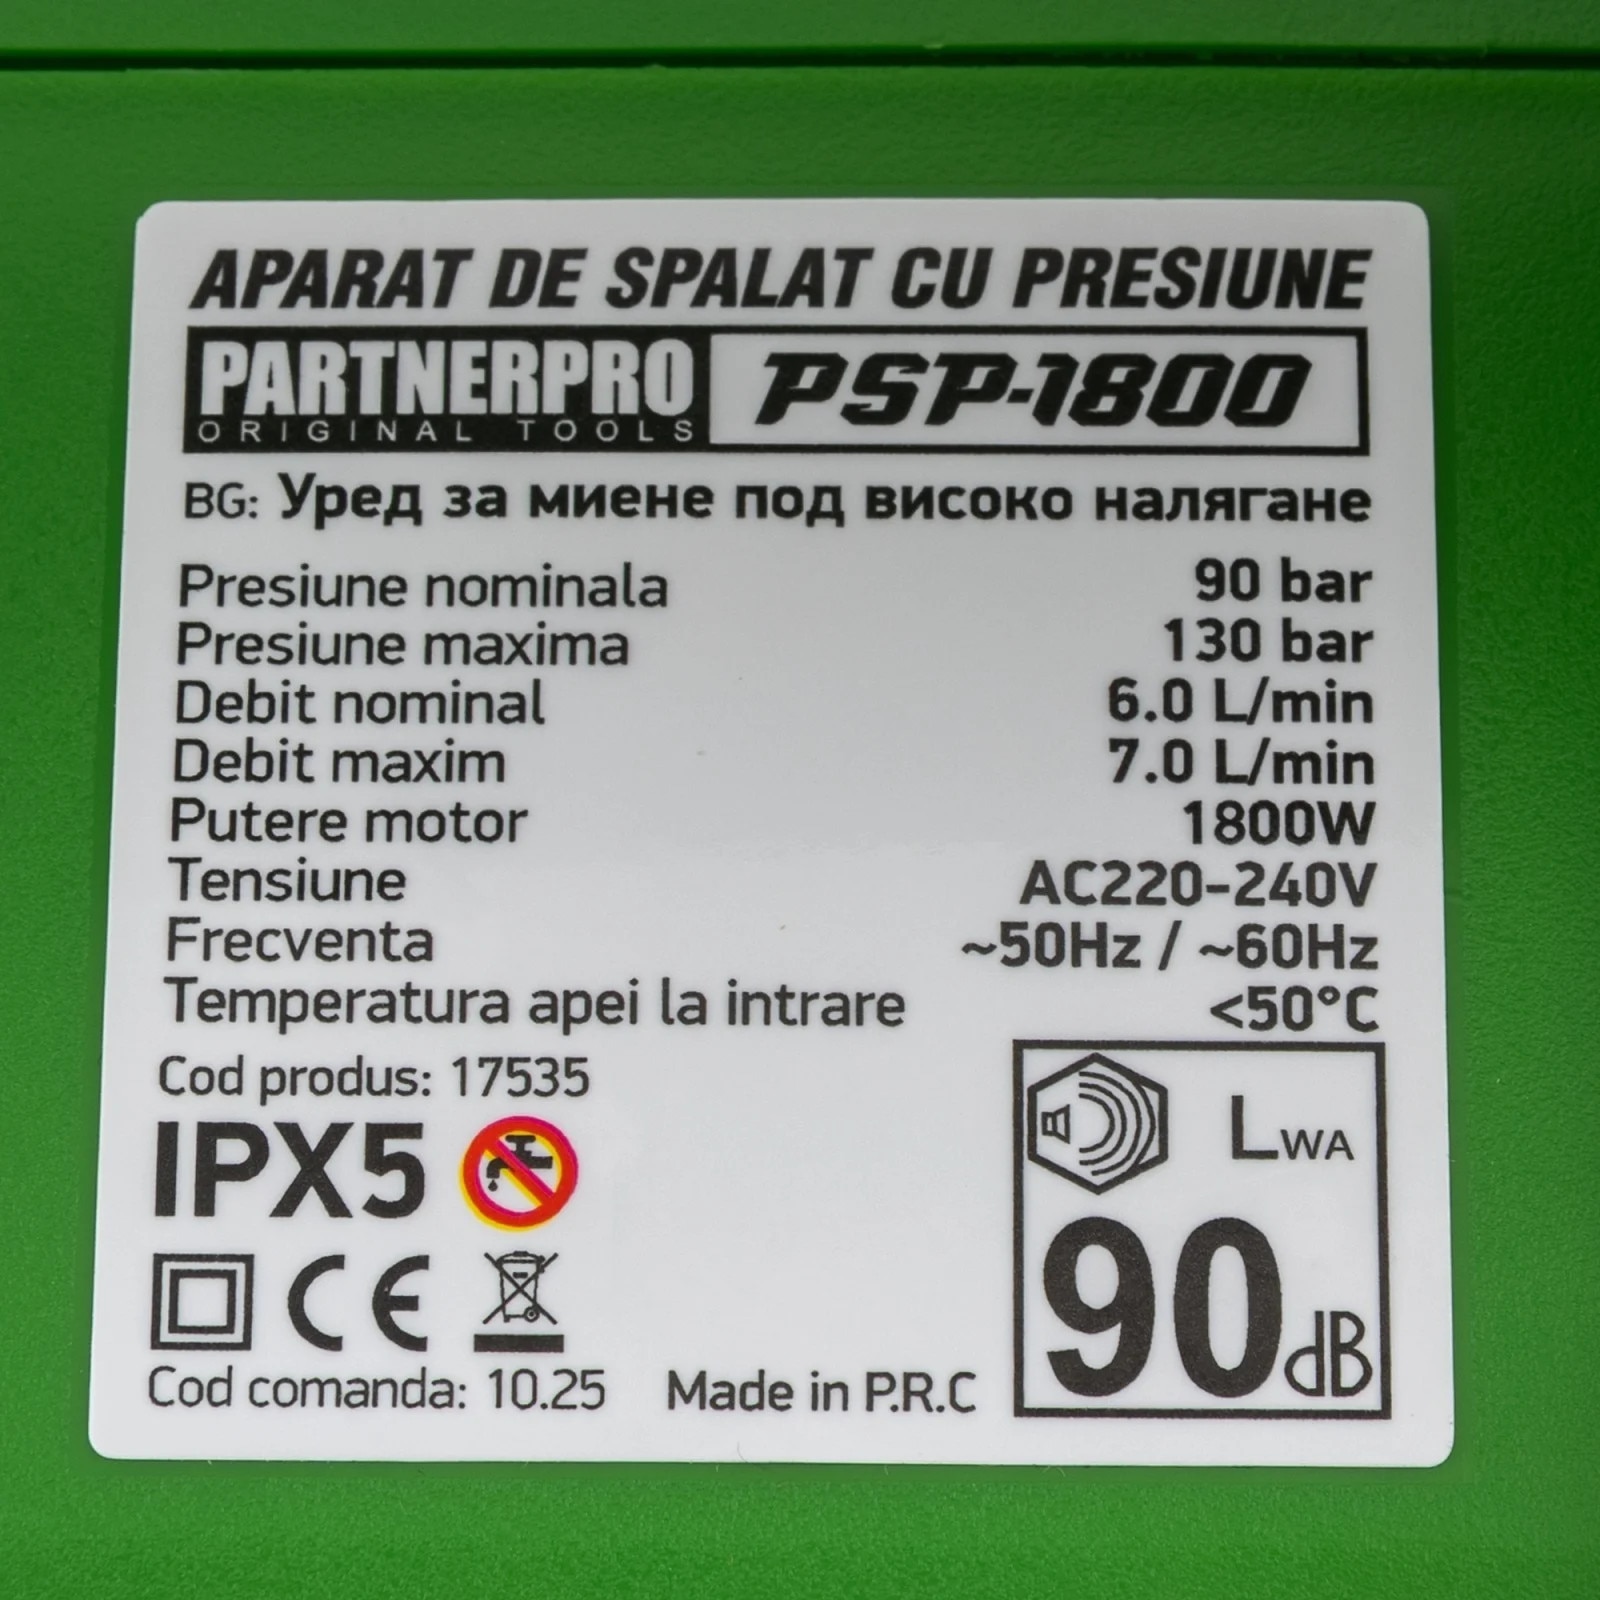 APARAT DE SPALAT CU PRESIUNE
PARTNERPRO PSP-1800
ORIGINAL TOOLS
BG: Уред за миене под високо налягане
Presiune nominala 90 bar
Presiune maxima 130 bar
Debit nominal 6.0 L/min
Debit maxim 7.0 L/min
Putere motor 1800W
Tensiune AC220-240V
Frecventa ~50Hz / ~60Hz
Temperatura apei la intrare <50°C
Cod produs: 17535
IPX5
LWA
90 dB
CE
Cod comanda: 10.25 Made in P.R.C